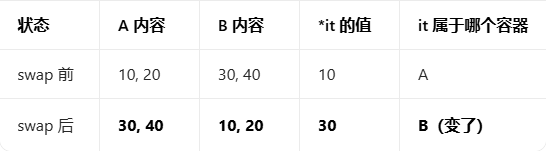 状态 A 内容 B 内容 *it 的值 it 属于哪个容器
swap 前 10, 20 30, 40 10 A
swap 后 30, 40 10, 20 30 B（变了）